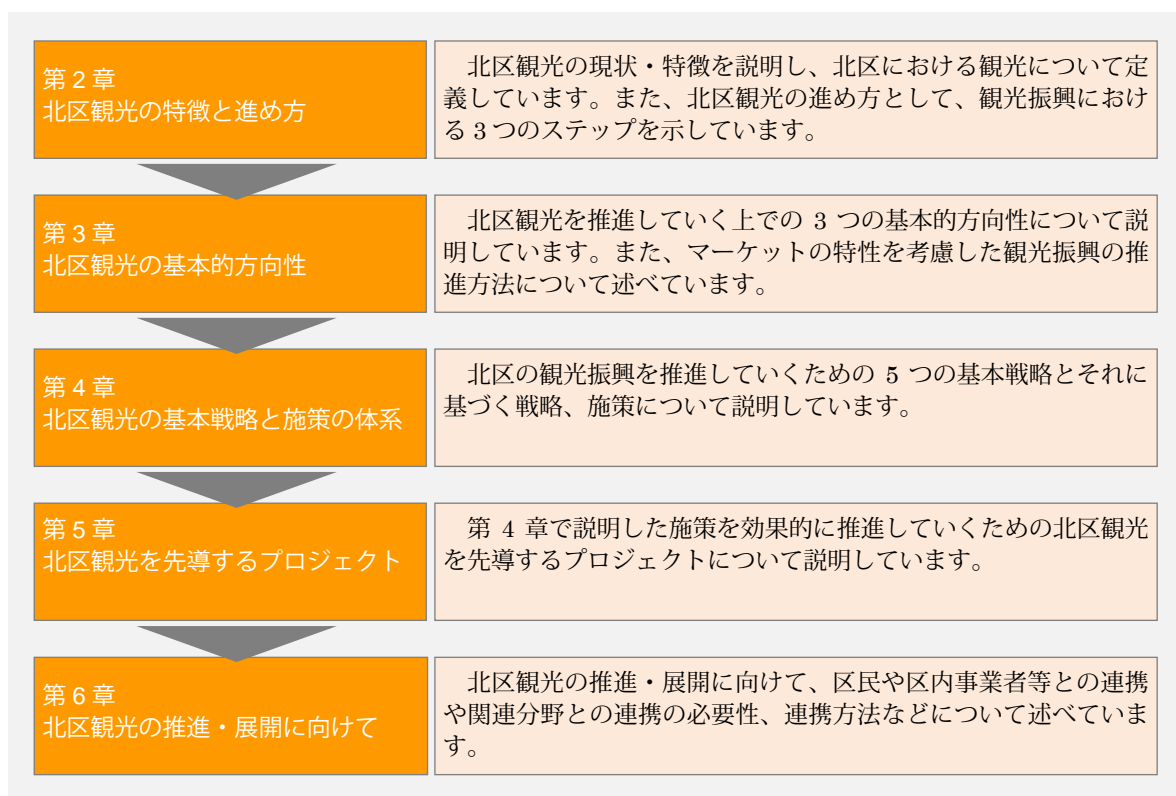 第２章
北区観光の特徴と進め方
北区観光の現状・特徴を説明し、北区における観光について定
義しています。また、北区観光の進め方として、観光振興におけ
る 3 つのステップを示しています。
第３章
北区観光の基本的方向性
北区観光を推進していく上での 3 つの基本的方向性について説
明しています。また、マーケットの特性を考慮した観光振興の推
進方法について述べています。
第４章
北区観光の基本戦略と施策の体系
北区の観光振興を推進していくための 5 つの基本戦略とそれに
基づく戦略、施策について説明しています。
第５章
北区観光を先導するプロジェクト
第 4 章で説明した施策を効果的に推進していくための北区観光
を先導するプロジェクトについて説明しています。
第６章
北区観光の推進・展開に向けて
北区観光の推進・展開に向けて、区民や区内事業者等との連携
や関連分野との連携の必要性、連携方法などについて述べていま
す。